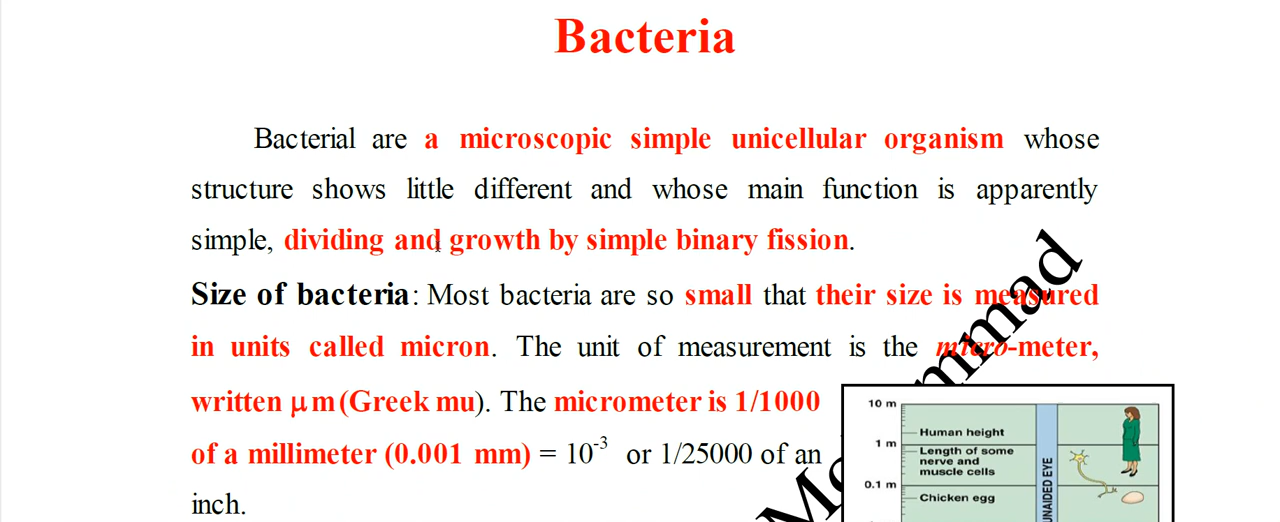 Bacteria
Bacterial are a microscopic simple unicellular organism whose
structure shows little different and whose main function is apparently
simple, dividing and growth by simple binary fission.
Size of bacteria: Most bacteria are so small that their size is measured
in units called micron. The unit of measurement is the micro-meter,
written μm (Greek mu). The micrometer is 1/1000
of a millimeter (0.001 mm) = 10⁻³ or 1/25000 of an
inch.
10 m
Human height
1 m
Length of some
nerve and
muscle cells
0.1 m
Chicken egg
UNAIDED EYE